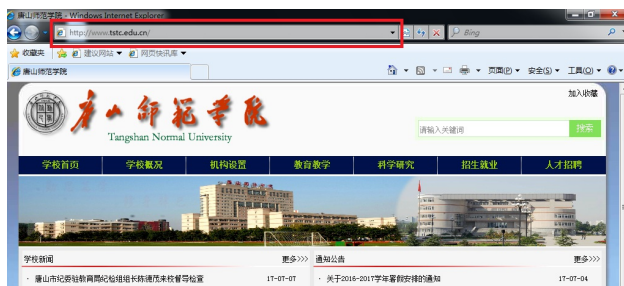 唐山师范学院 - Windows Internet Explorer
http://www.tstc.edu.cn/
Bing
收藏夹 建议网站 网页快讯库
唐山师范学院
页面(P) 安全(S) 工具(O)
加入收藏
唐山师范学院
Tangshan Normal University
请输入关键词 搜索
学校首页 学校概况 机构设置 教育教学 科学研究 招生就业 人才招聘
学校新闻 更多>>> 通知公告 更多>>>
· 唐山市纪委驻教育局纪检组组长陈德茂来校督导检查 17-07-07 · 关于2016-2017学年暑假安排的通知 17-07-04